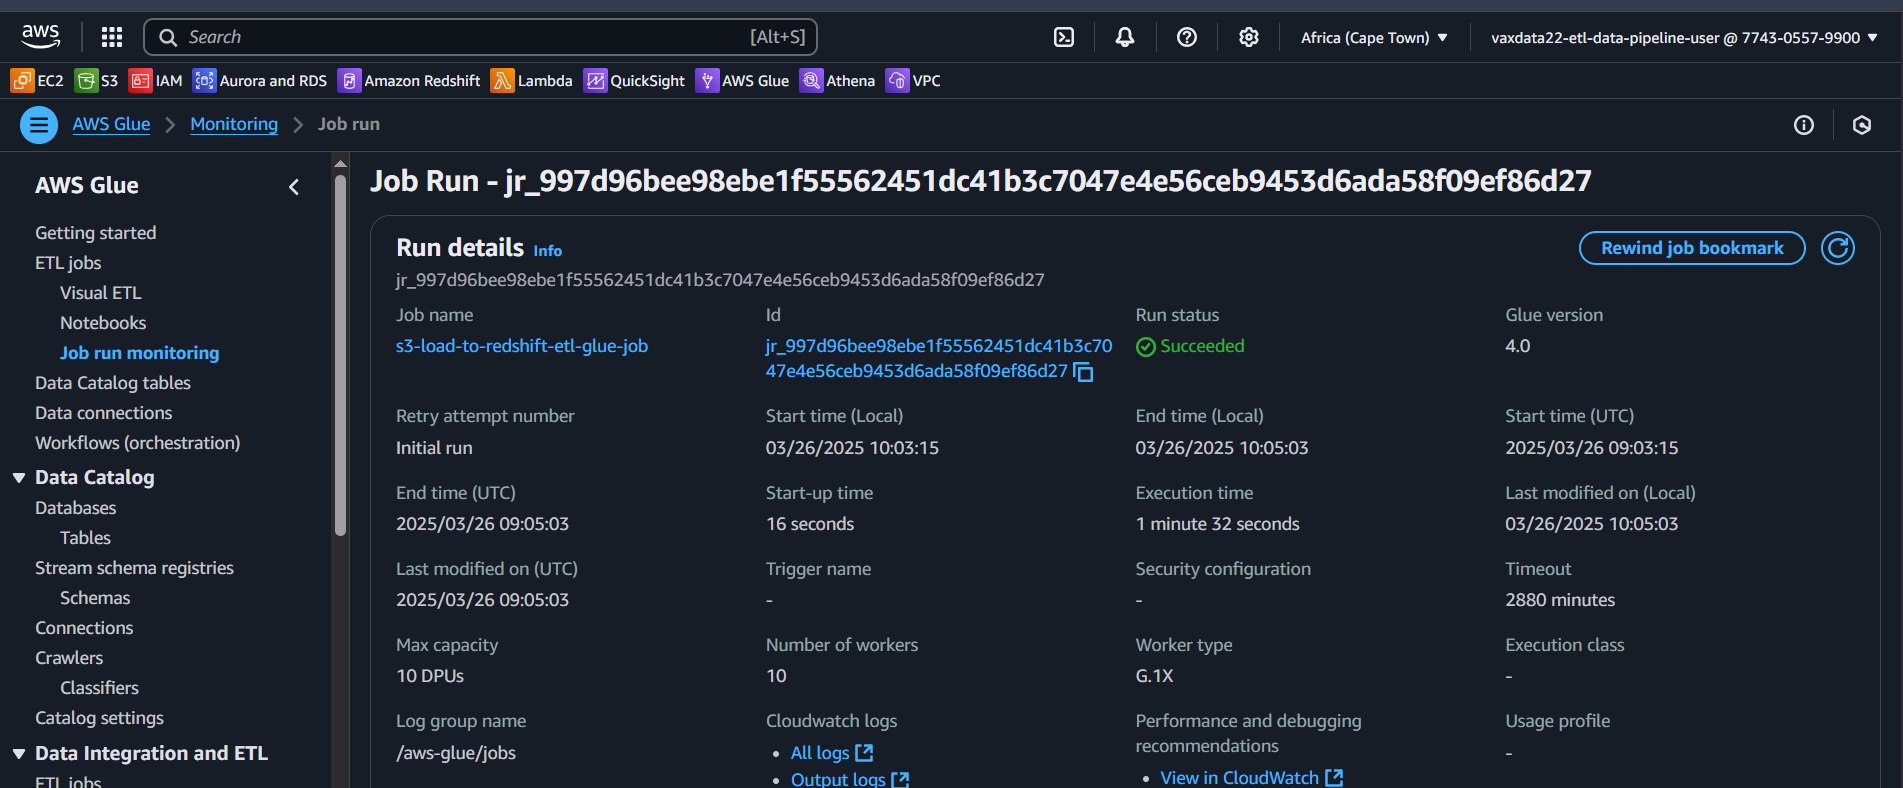 aws
Search [Alt+S]
Africa (Cape Town)
vaxdata22-etl-data-pipeline-user @ 7743-0557-9900
EC2 S3 IAM Aurora and RDS Amazon Redshift Lambda QuickSight AWS Glue Athena VPC
AWS Glue Monitoring Job run
AWS Glue
Getting started
ETL jobs
Visual ETL
Notebooks
Job run monitoring
Data Catalog tables
Data connections
Workflows (orchestration)
Data Catalog
Databases
Tables
Stream schema registries
Schemas
Connections
Crawlers
Classifiers
Catalog settings
Data Integration and ETL
ETL jobs
Job Run - jr_997d96bee98ebe1f55562451dc41b3c7047e4e56ceb9453d6ada58f09ef86d27
Run details Info
Rewind job bookmark
jr_997d96bee98ebe1f55562451dc41b3c7047e4e56ceb9453d6ada58f09ef86d27
Job name
s3-load-to-redshift-etl-glue-job
Id
jr_997d96bee98ebe1f55562451dc41b3c70
47e4e56ceb9453d6ada58f09ef86d27
Run status
Succeeded
Glue version
4.0
Retry attempt number
Initial run
Start time (Local)
03/26/2025 10:03:15
End time (Local)
03/26/2025 10:05:03
Start time (UTC)
2025/03/26 09:03:15
End time (UTC)
2025/03/26 09:05:03
Start-up time
16 seconds
Execution time
1 minute 32 seconds
Last modified on (Local)
03/26/2025 10:05:03
Last modified on (UTC)
2025/03/26 09:05:03
Trigger name
-
Security configuration
-
Timeout
2880 minutes
Max capacity
10 DPUs
Number of workers
10
Worker type
G.1X
Execution class
-
Log group name
/aws-glue/jobs
Cloudwatch logs
• All logs
• Output logs
Performance and debugging
recommendations
• View in CloudWatch
Usage profile
-